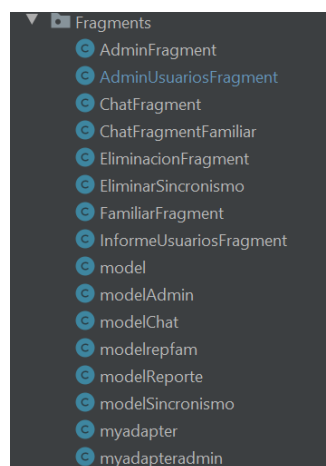 Fragments
AdminFragment
AdminUsuariosFragment
ChatFragment
ChatFragmentFamiliar
EliminacionFragment
EliminarSincronismo
FamiliarFragment
InformeUsuariosFragment
model
modelAdmin
modelChat
modelrepfam
modelReporte
modelSincronismo
myadapter
myadapteradmin